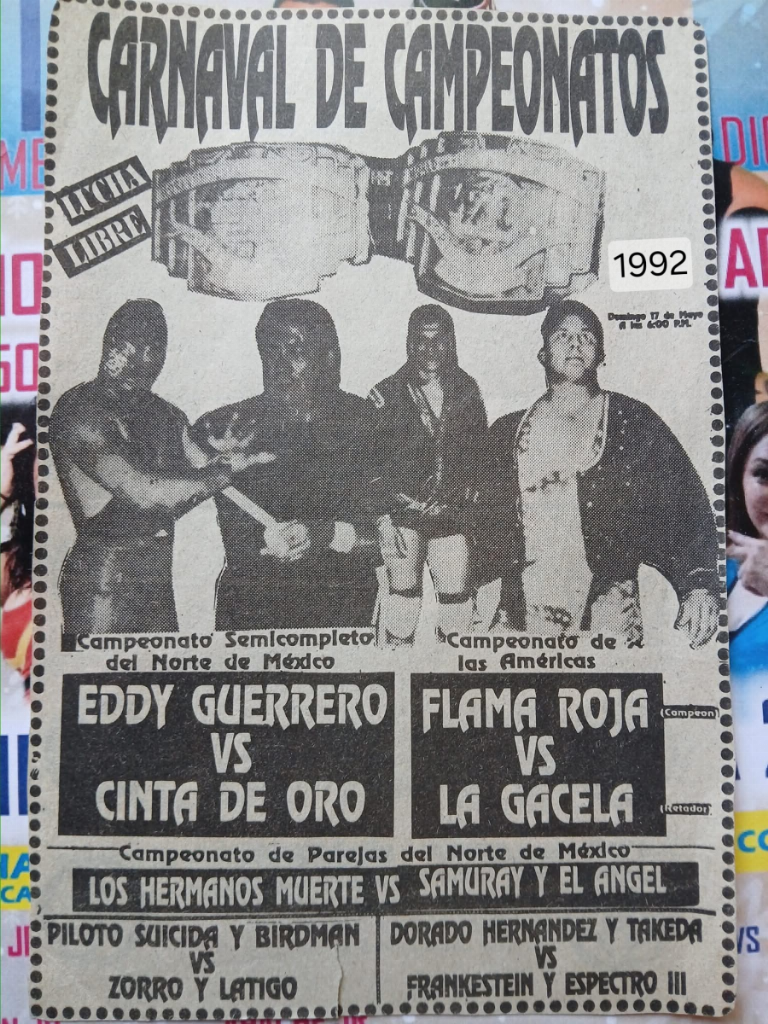 CARNAVAL DE CAMPEONATOS
LUCHA
LIBRE
1992
Domingo 17 de Mayo
A las 6:00 P.M.
Campeonato Semicompleto
del Norte de México
EDDY GUERRERO
VS
CINTA DE ORO
Campeonato de
las Américas
FLAMA ROJA
(Campeon)
VS
LA GACELA
(Retador)
Campeonato de Parejas del Norte de México
LOS HERMANOS MUERTE VS SAMURAY Y EL ANGEL
PILOTO SUICIDA Y BIRDMAN
VS
ZORRO Y LATIGO
DORADO HERNANDEZ Y TAKEDA
VS
FRANKESTEIN Y ESPECTRO III